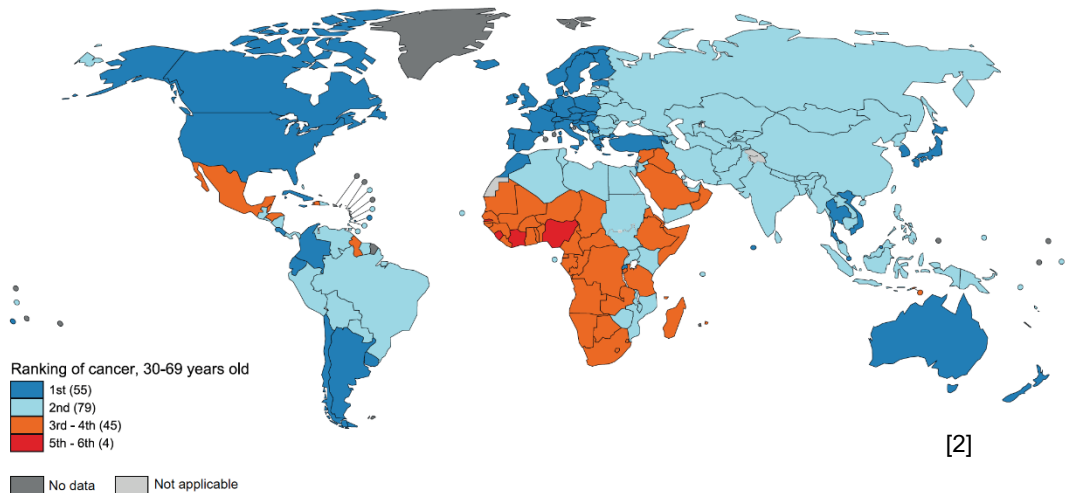 Ranking of cancer, 30-69 years old
1st (55)
2nd (79)
3rd - 4th (45)
5th - 6th (4)
No data
Not applicable
[2]